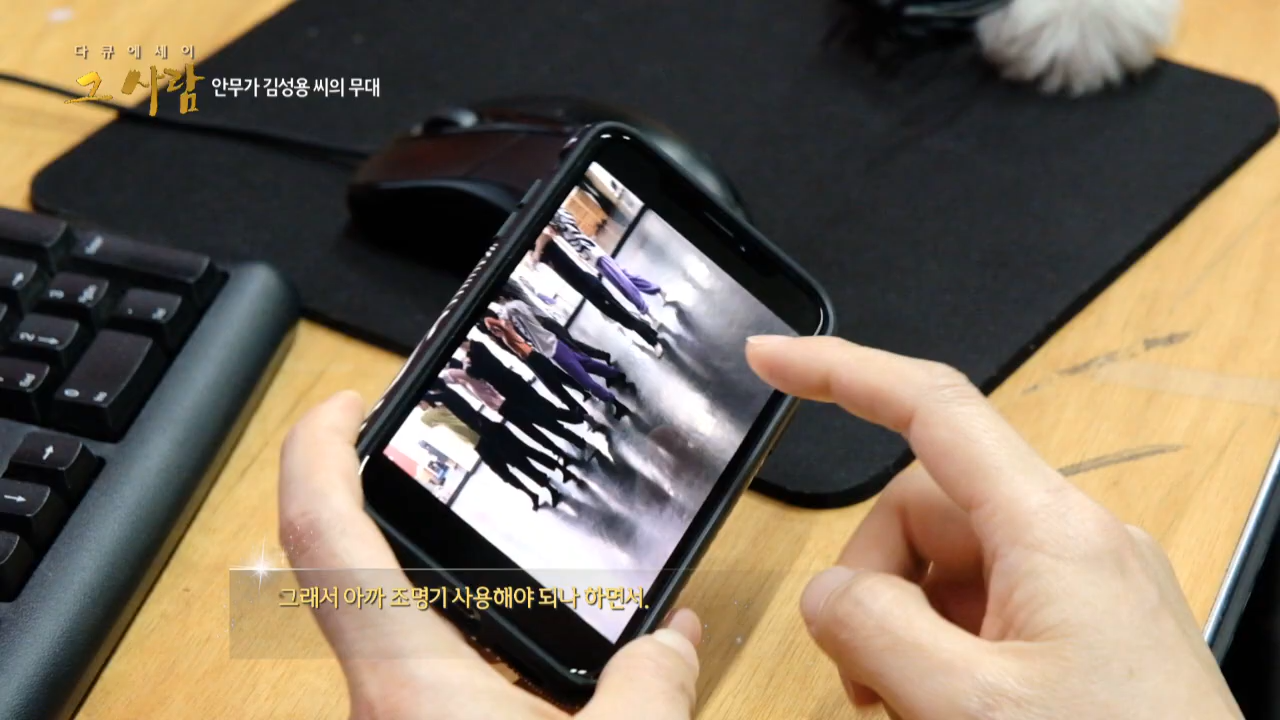 다큐에세이
그 사람
안무가 김성용 씨의 무대
그래서 아까 조명기 사용해야 되나 하면서.